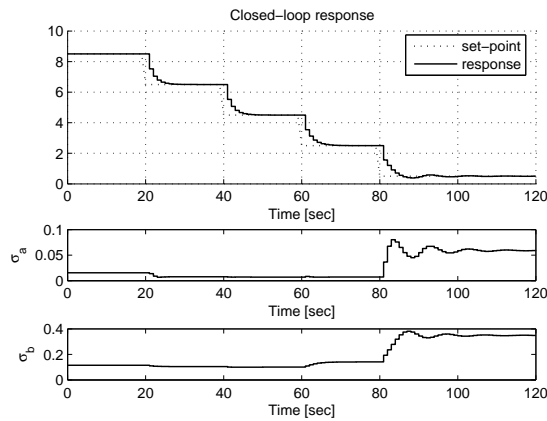 Closed-loop response
10
8
6
4
2
0
set-point
response
0 20 40 60 80 100 120
Time [sec]
σa
0.1
0.05
0
0 20 40 60 80 100 120
Time [sec]
σb
0.4
0.2
0
0 20 40 60 80 100 120
Time [sec]